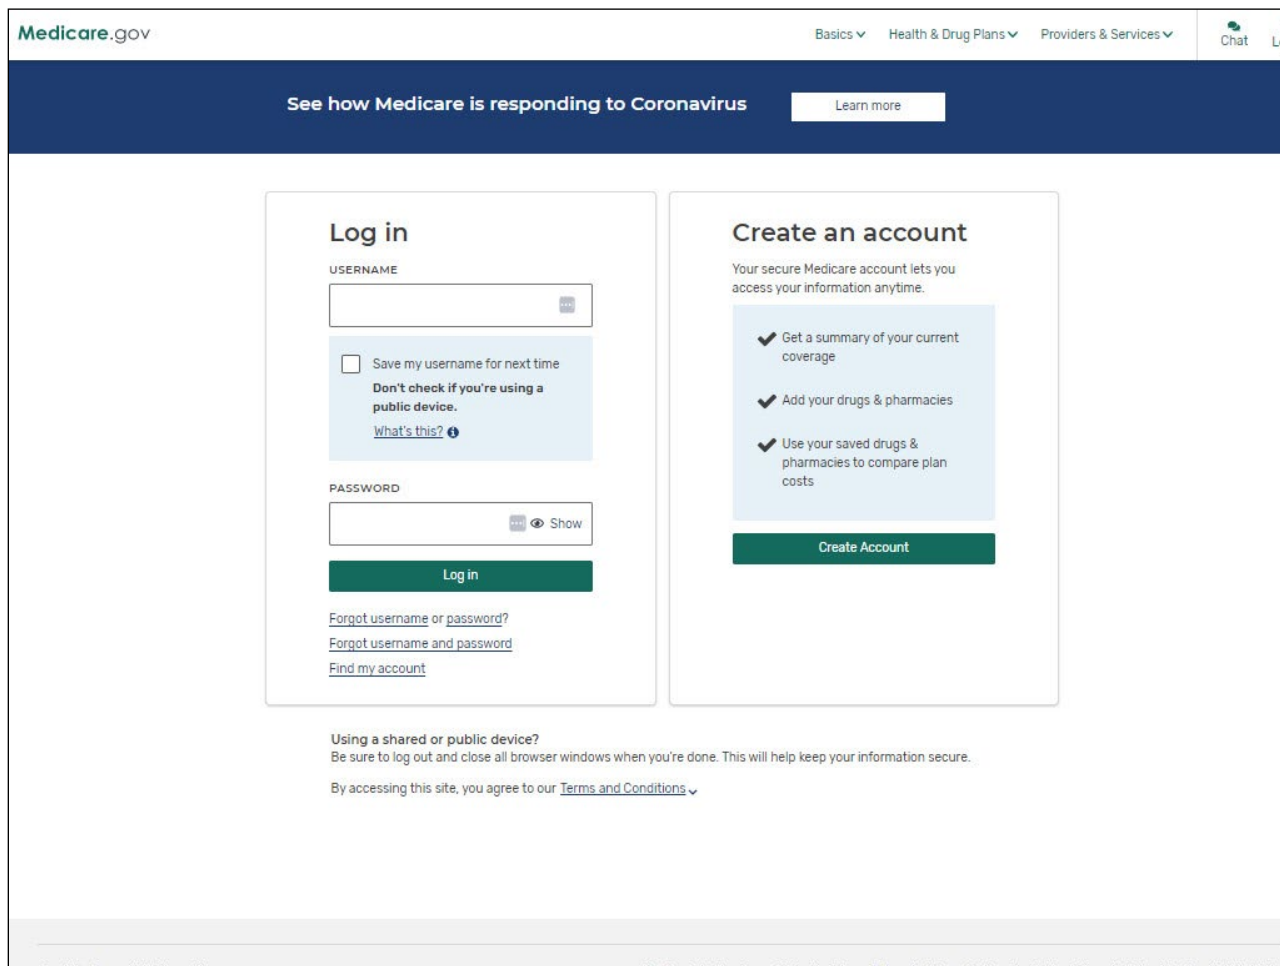 Medicare.gov
Basics
Health & Drug Plans
Providers & Services
Chat
See how Medicare is responding to Coronavirus
Learn more
Log in
USERNAME
Save my username for next time
Don't check if you're using a
public device.
What's this?
PASSWORD
Show
Log in
Forgot username or password?
Forgot username and password
Find my account
Create an account
Your secure Medicare account lets you
access your information anytime.
Get a summary of your current
coverage
Add your drugs & pharmacies
Use your saved drugs &
pharmacies to compare plan
costs
Create Account
Using a shared or public device?
Be sure to log out and close all browser windows when you're done. This will help keep your information secure.
By accessing this site, you agree to our Terms and Conditions